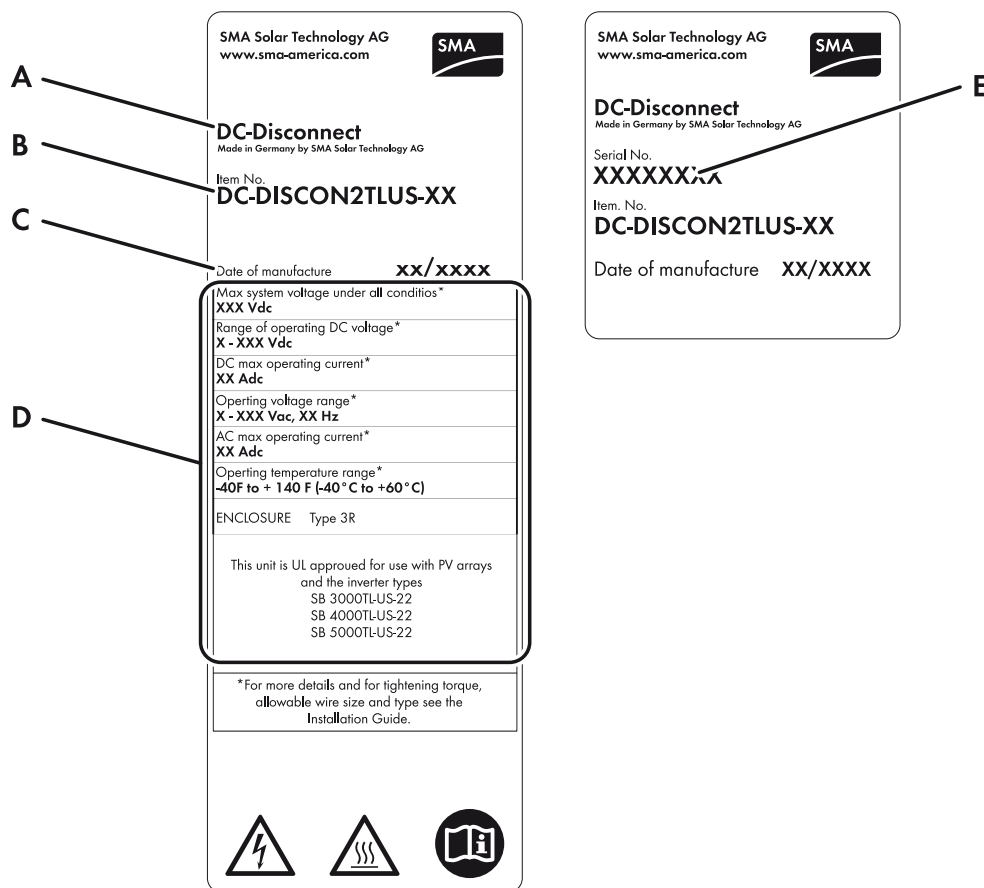 SMA Solar Technology AG
www.sma-america.com
SMA
A
DC-Disconnect
Made in Germany by SMA Solar Technology AG
B
Item No.
DC-DISCON2TLUS-XX
C
Date of manufacture xx/xxxx
D
Max system voltage under all conditios*
XXX Vdc
Range of operating DC voltage*
X - XXX Vdc
DC max operating current*
XX Adc
Operting voltage range*
X - XXX Vac, XX Hz
AC max operating current*
XX Adc
Operting temperature range*
-40F to + 140 F (-40°C to +60°C)
ENCLOSURE Type 3R
This unit is UL approued for use with PV arrays
and the inverter types
SB 3000TL-US-22
SB 4000TL-US-22
SB 5000TL-US-22
*For more details and for tightening torque,
allowable wire size and type see the
Installation Guide.
SMA Solar Technology AG
www.sma-america.com
SMA
E
DC-Disconnect
Made in Germany by SMA Solar Technology AG
Serial No.
XXXXXXXX
Item. No.
DC-DISCON2TLUS-XX
Date of manufacture XX/XXXX